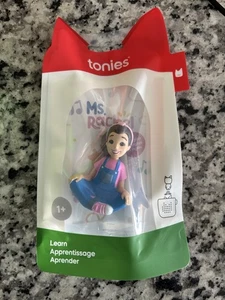 tonies®
Ms.
Rachel
1+
Learn
Apprentissage
Aprender